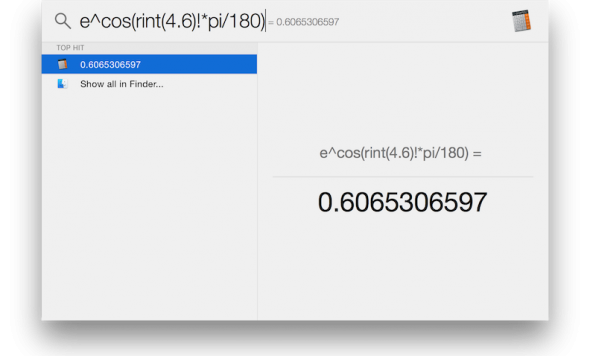 e^cos(rint(4.6)!*pi/180) = 0.6065306597
TOP HIT
0.6065306597
Show all in Finder...
e^cos(rint(4.6)!*pi/180) =
0.6065306597